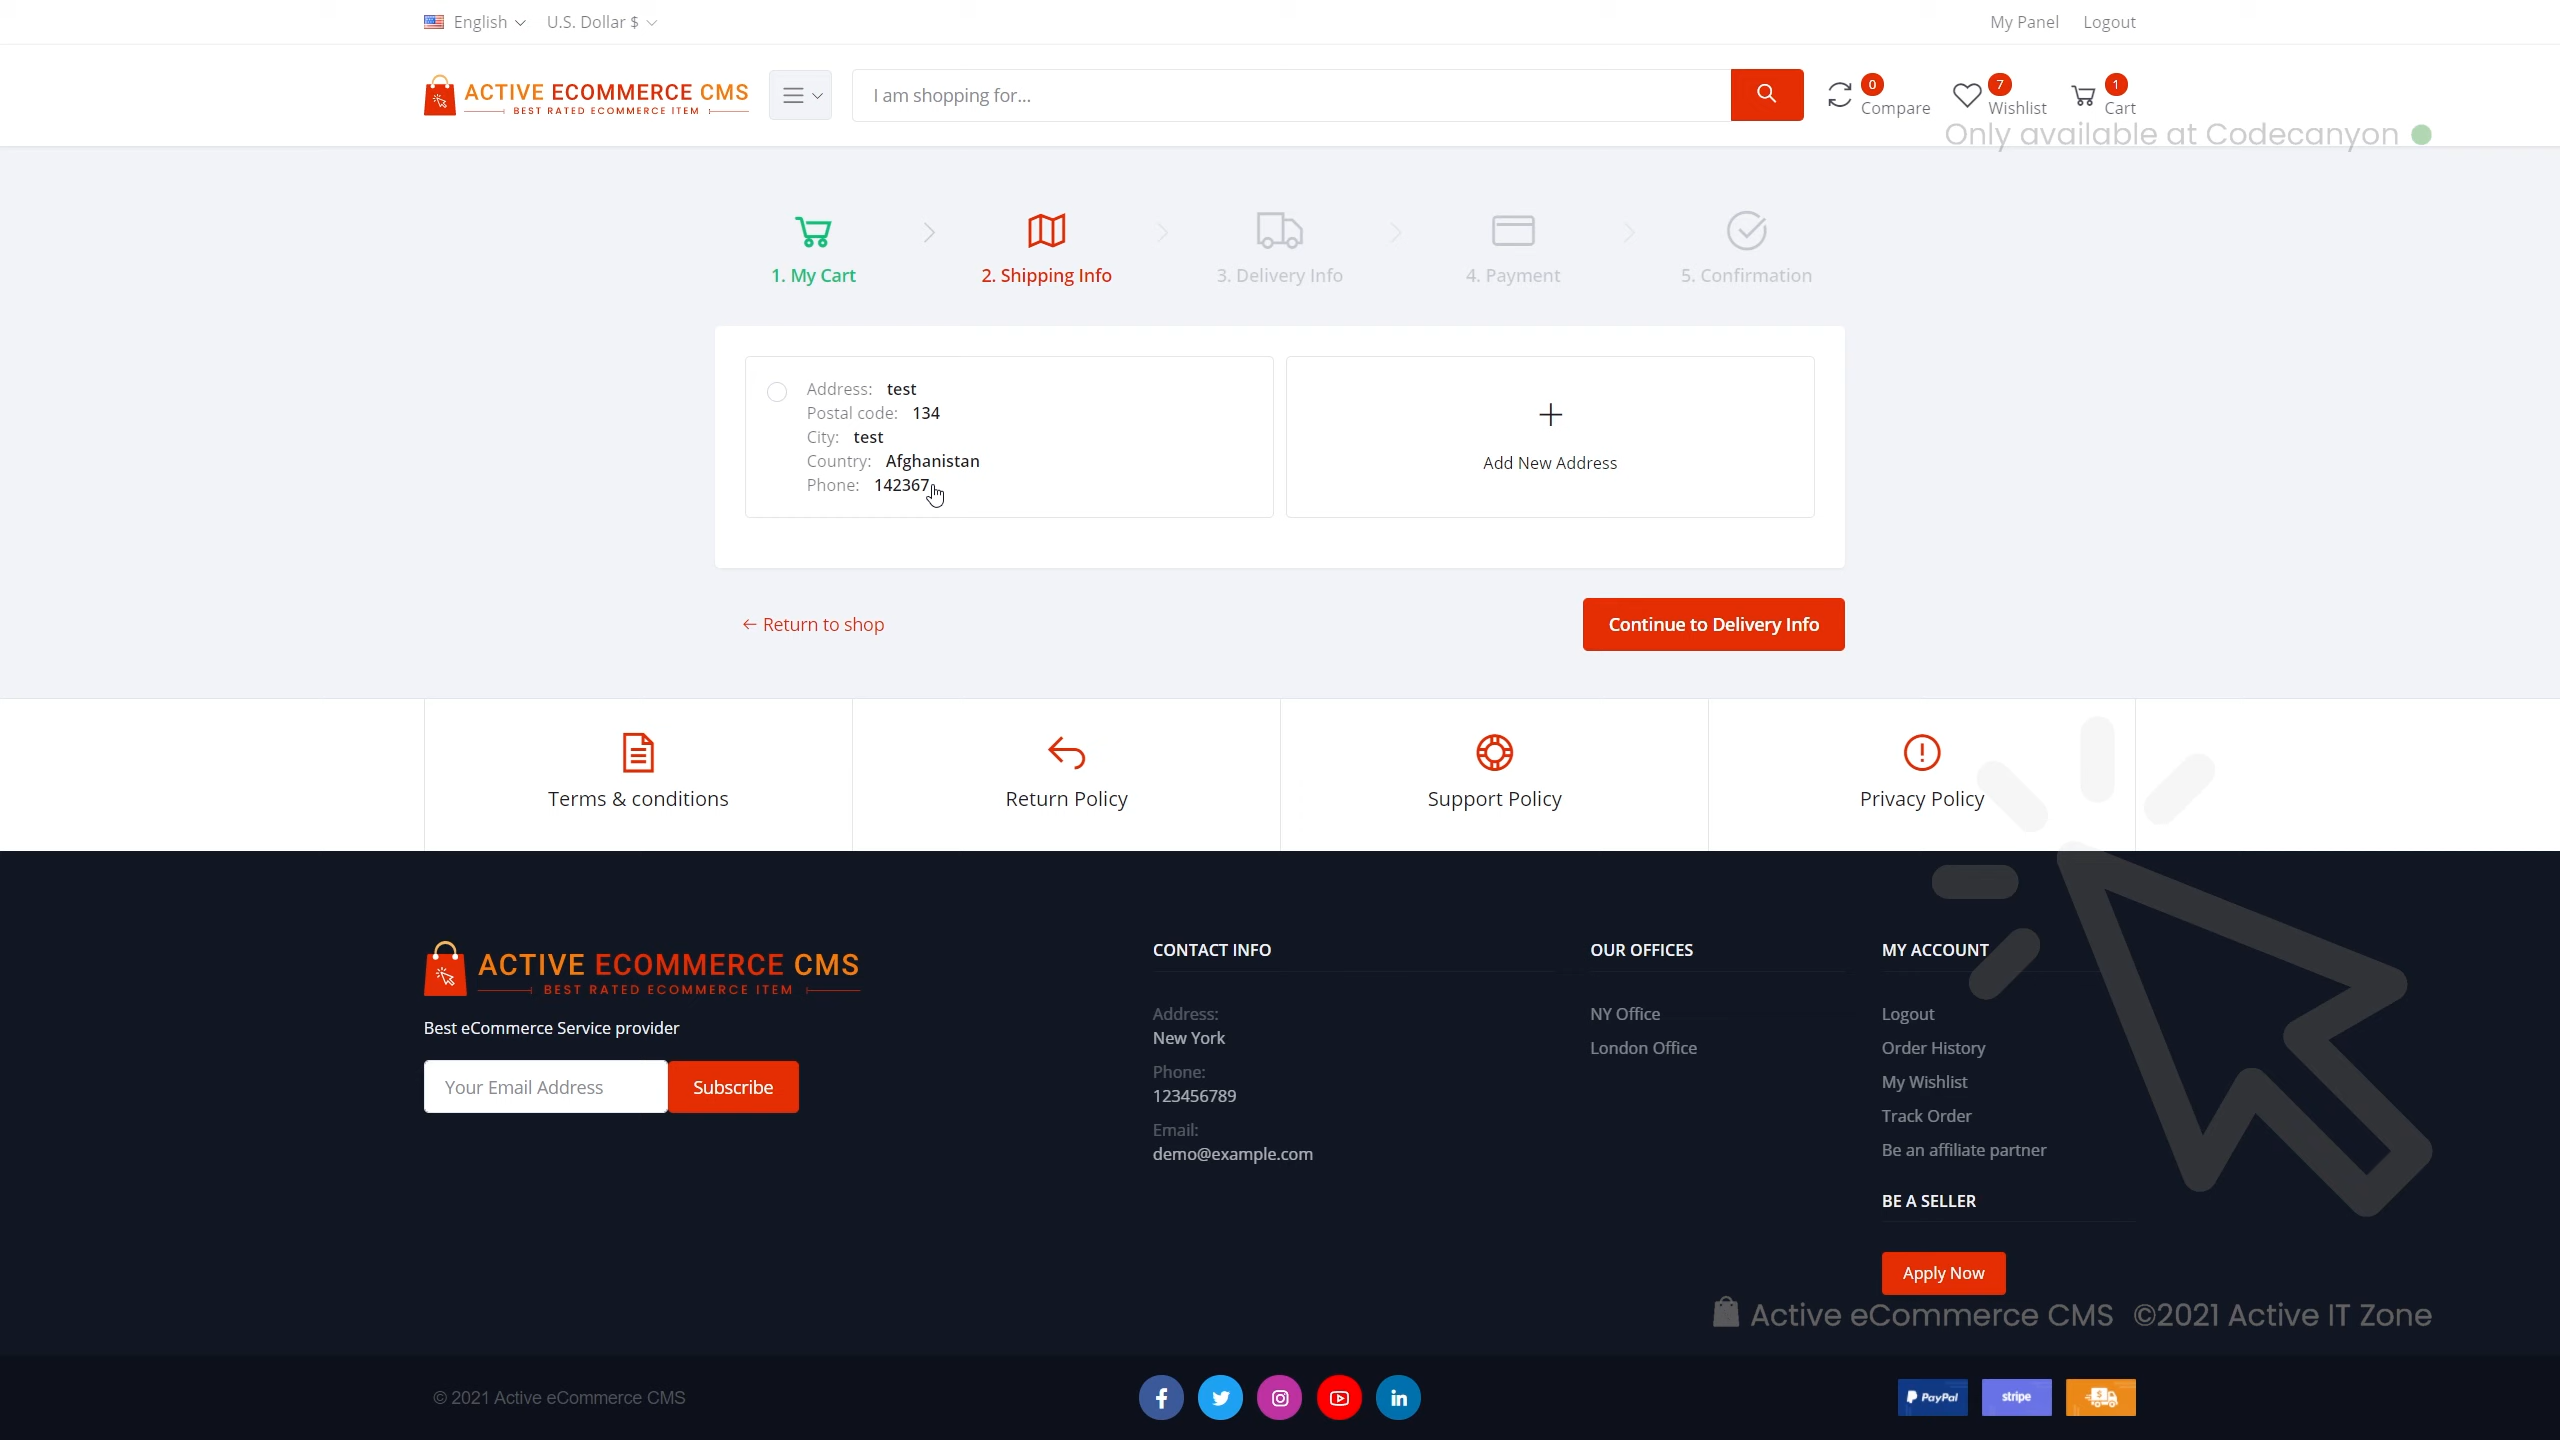 English
U.S. Dollar $
My Panel
Logout
ACTIVE ECOMMERCE CMS
BEST RATED ECOMMERCE ITEM
I am shopping for...
0
Compare
7
Wishlist
1
Cart
Only available at Codecanyon
1. My Cart
2. Shipping Info
3. Delivery Info
4. Payment
5. Confirmation
Address: test
Postal code: 134
City: test
Country: Afghanistan
Phone: 142367
Add New Address
Return to shop
Continue to Delivery Info
Terms & conditions
Return Policy
Support Policy
Privacy Policy
ACTIVE ECOMMERCE CMS
BEST RATED ECOMMERCE ITEM
Best eCommerce Service provider
Your Email Address
Subscribe
CONTACT INFO
Address:
New York
Phone:
123456789
Email:
demo@example.com
OUR OFFICES
NY Office
London Office
MY ACCOUNT
Logout
Order History
My Wishlist
Track Order
Be an affiliate partner
BE A SELLER
Apply Now
Active eCommerce CMS ©2021 Active IT Zone
© 2021 Active eCommerce CMS
PayPal
stripe